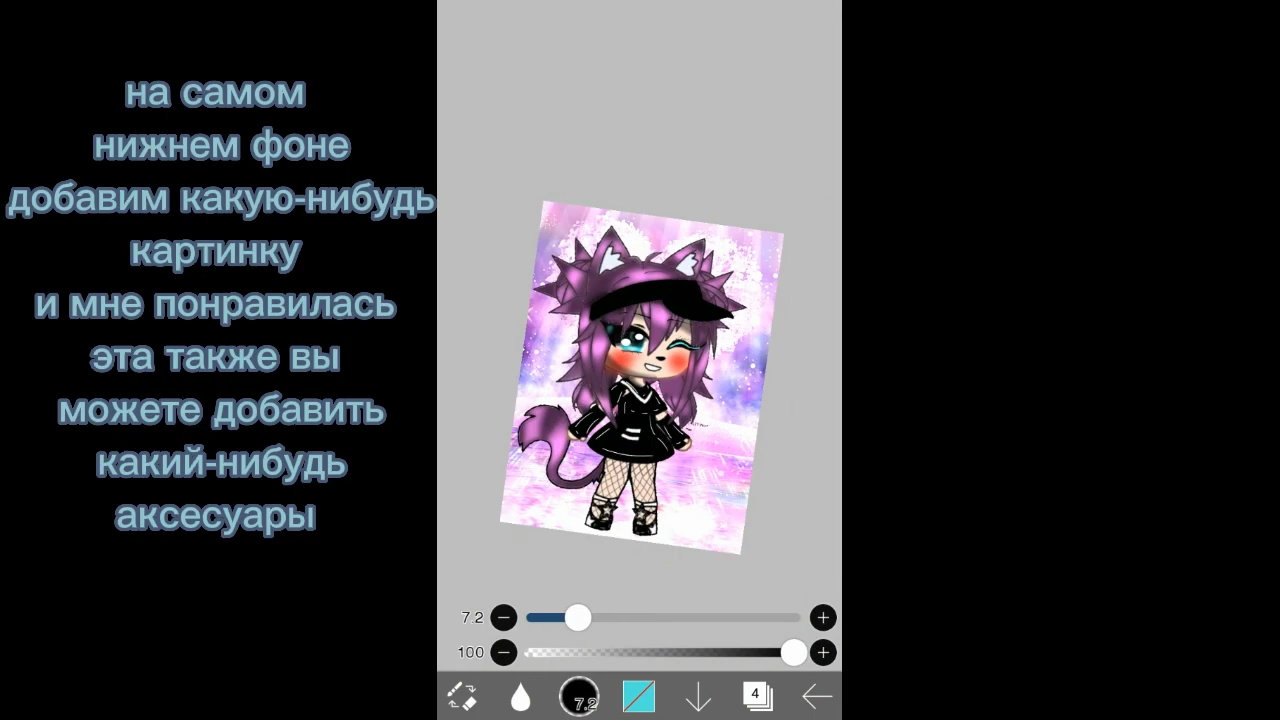 на самом
нижнем фоне
добавим какую-нибудь
картинку
и мне понравилась
эта также вы
можете добавить
какий-нибудь
аксесуары
7.2
100
7.2
4